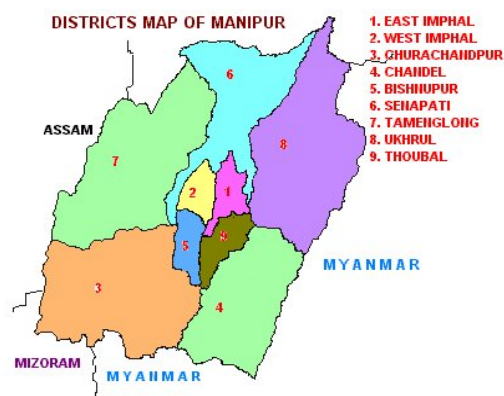 DISTRICTS MAP OF MANIPUR
1. EAST IMPHAL
2. WEST IMPHAL
3. GHURACHANDPUR
4. CHANDEL
5. BISHNUPUR
6. SENAPATI
7. TAMENGLONG
8. UKHRUL
9. THOUBAL
6
ASSAM
8
7
2
1
9
5
MYANMAR
3
4
MIZORAM
MYANMAR